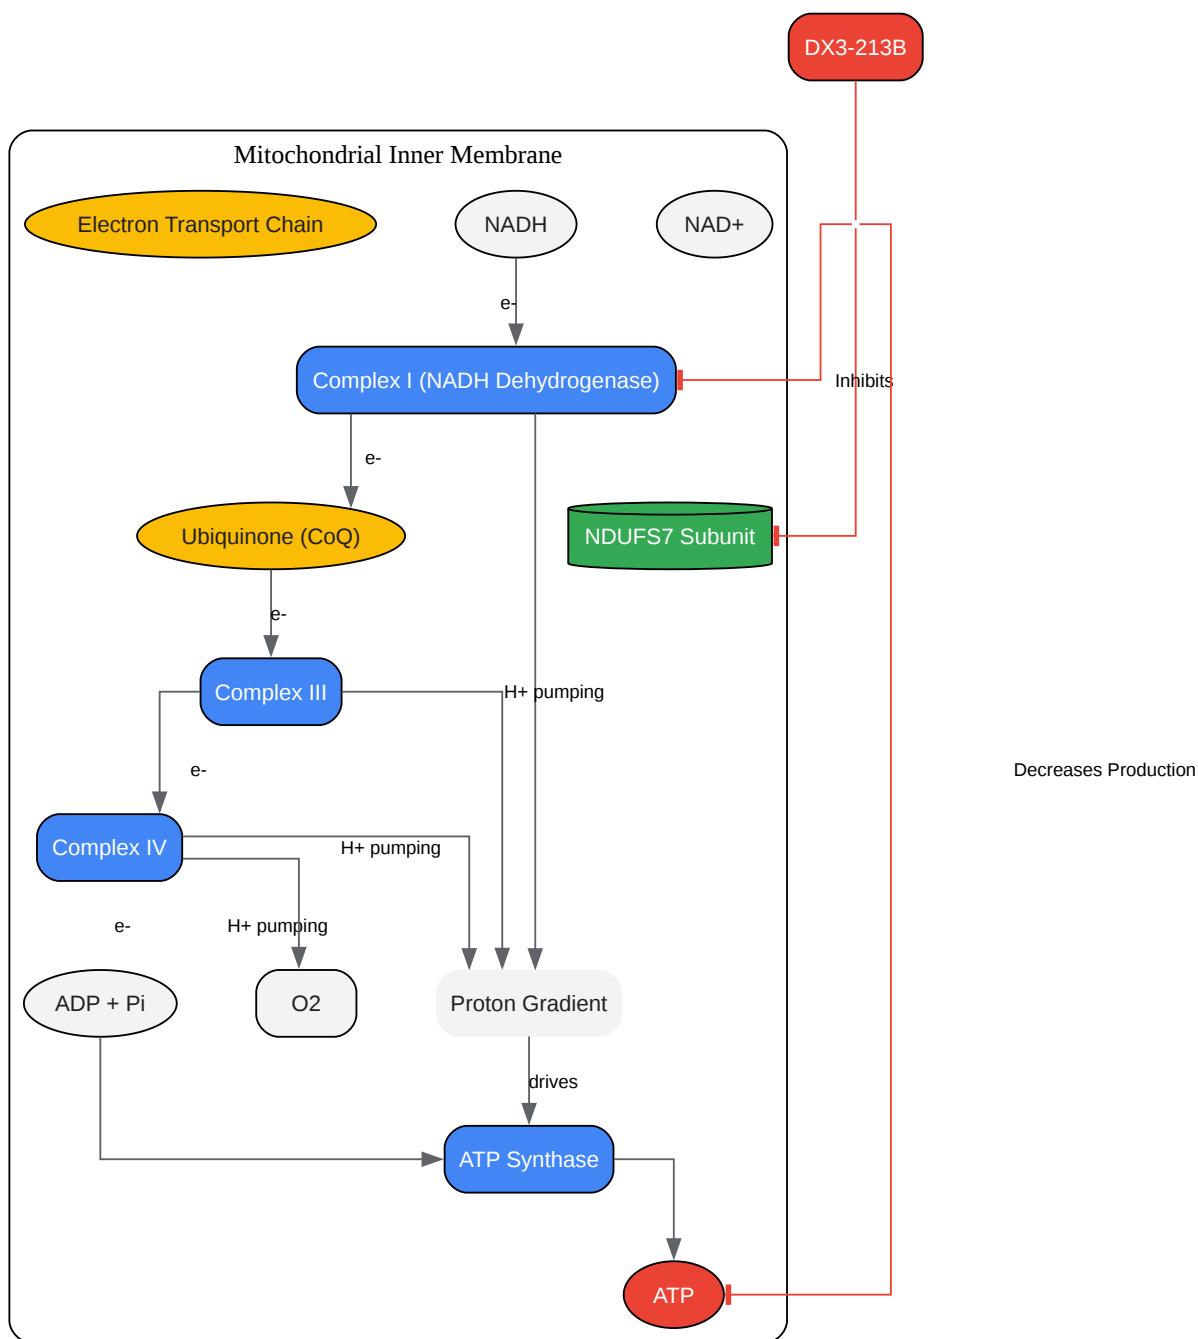 DX3-213B
Mitochondrial Inner Membrane
Electron Transport Chain
NADH
NAD+
e-
Complex I (NADH Dehydrogenase)
Inhibits
e-
Ubiquinone (CoQ)
NDUFS7 Subunit
e-
Complex III
H+ pumping
e-
Decreases Production
Complex IV
H+ pumping
e-
H+ pumping
ADP + Pi
O2
Proton Gradient
drives
ATP Synthase
ATP